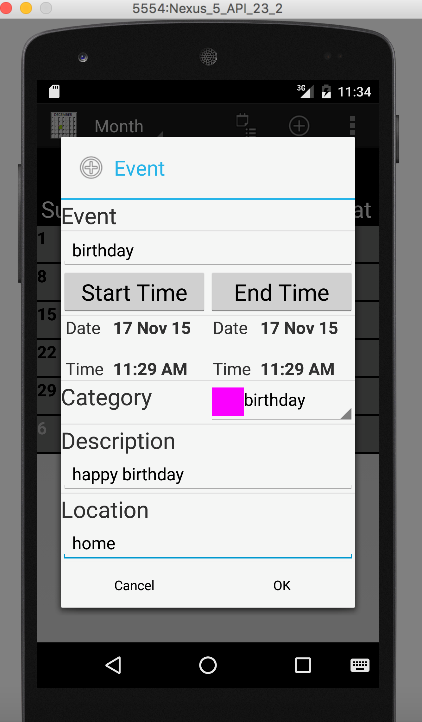 5554:Nexus_5_API_23_2
3G 11:34
Month
Event
Su at
Event
1
birthday
8
Start Time End Time
15
Date 17 Nov 15 Date 17 Nov 15
22
Time 11:29 AM Time 11:29 AM
29
Category birthday
6
Description
happy birthday
Location
home
Cancel OK